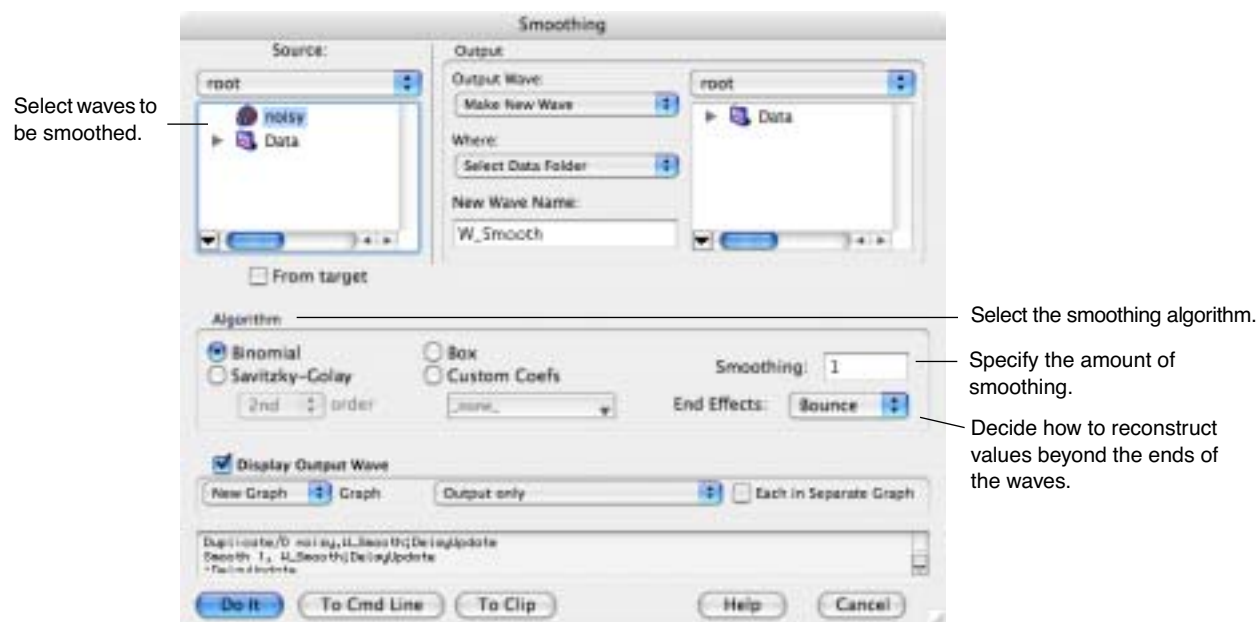 Smoothing
Source:
root
noisy
Data
From target
Output
Output Wave:
Make New Wave
Where:
Select Data Folder
New Wave Name:
W_Smooth
root
Data
Select waves to
be smoothed.
Algorithm
Binomial
Savitzky-Golay
2nd order
Box
Custom Coefs
_none_
Smoothing: 1
End Effects: Bounce
Select the smoothing algorithm.
Specify the amount of
smoothing.
Decide how to reconstruct
values beyond the ends of
the waves.
Display Output Wave
New Graph Graph Output only Each in Separate Graph
Duplicate/O noisy,W_Smooth;DelayUpdate
Smooth 1, W_Smooth;DelayUpdate
Do It To Cmd Line To Clip Help Cancel